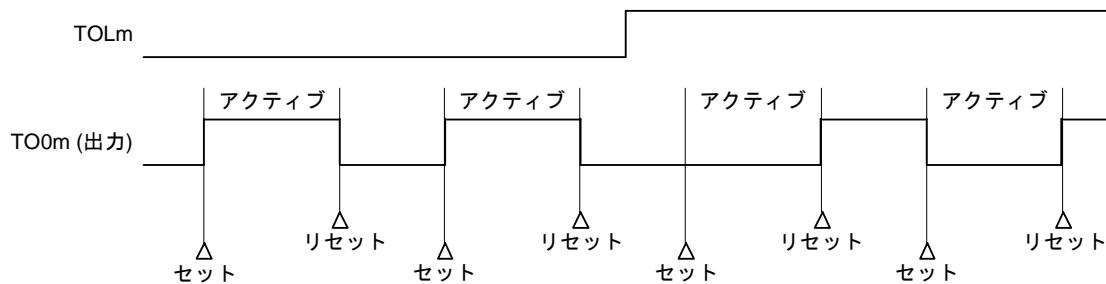 TOLm
アクティブ アクティブ アクティブ アクティブ
TO0m (出力)
リセット リセット リセット リセット
セット セット セット セット